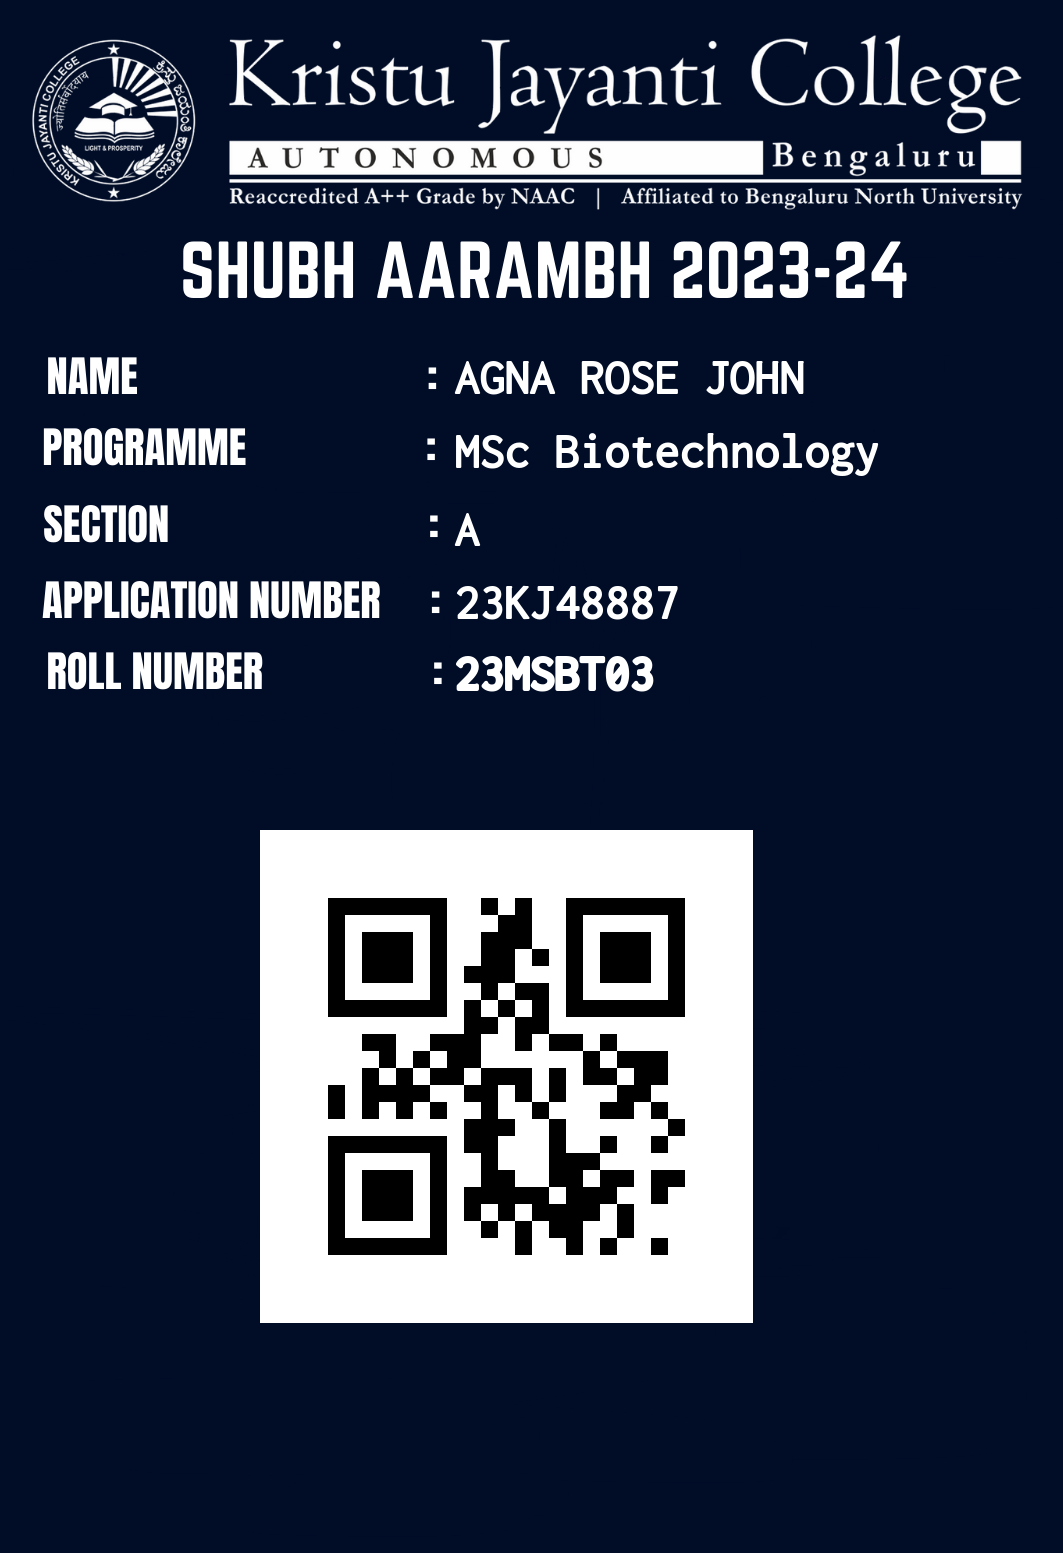 KRISTU JAYANTI COLLEGE
ज्योतिर्संवर्दियाय
LIGHT & PROSPERITY
Kristu Jayanti College
AUTONOMOUS
Bengaluru
Reaccredited A++ Grade by NAAC | Affiliated to Bengaluru North University
SHUBH AARAMBH 2023-24
NAME : AGNA ROSE JOHN
PROGRAMME : MSc Biotechnology
SECTION : A
APPLICATION NUMBER : 23KJ48887
ROLL NUMBER : 23MSBT03